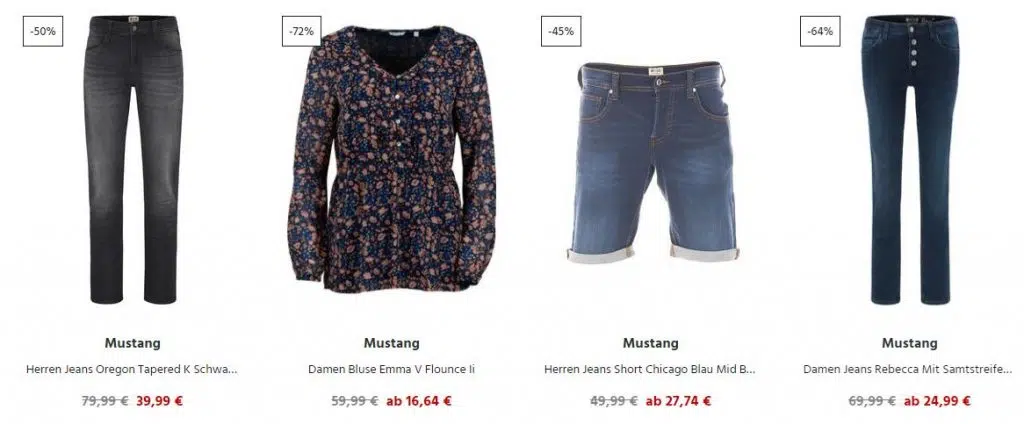 -50%
-72%
-45%
-64%
Mustang
Herren Jeans Oregon Tapered K Schwa...
79,99 € 39,99 €
Mustang
Damen Bluse Emma V Flounce Ii
59,99 € ab 16,64 €
Mustang
Herren Jeans Short Chicago Blau Mid B...
49,99 € ab 27,74 €
Mustang
Damen Jeans Rebecca Mit Samtstreife...
69,99 € ab 24,99 €